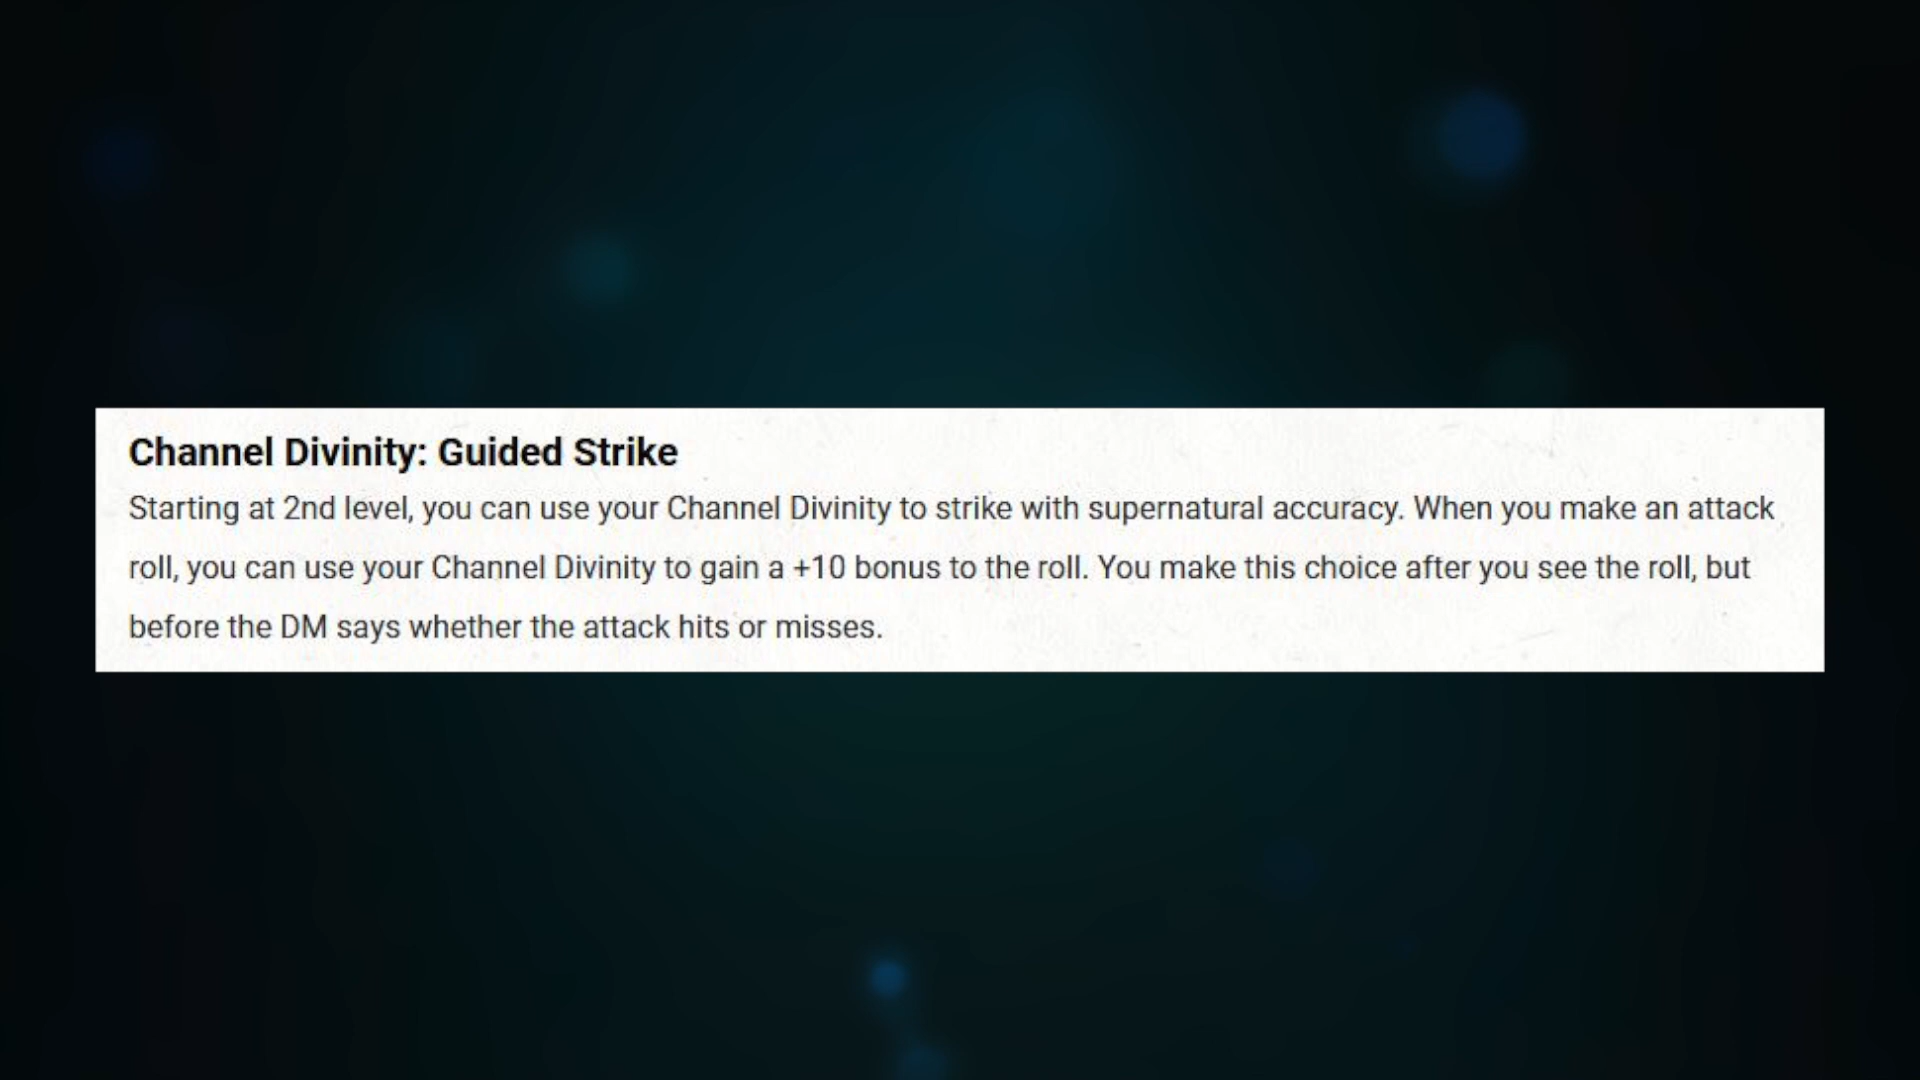 Channel Divinity: Guided Strike
Starting at 2nd level, you can use your Channel Divinity to strike with supernatural accuracy. When you make an attack
roll, you can use your Channel Divinity to gain a +10 bonus to the roll. You make this choice after you see the roll, but
before the DM says whether the attack hits or misses.